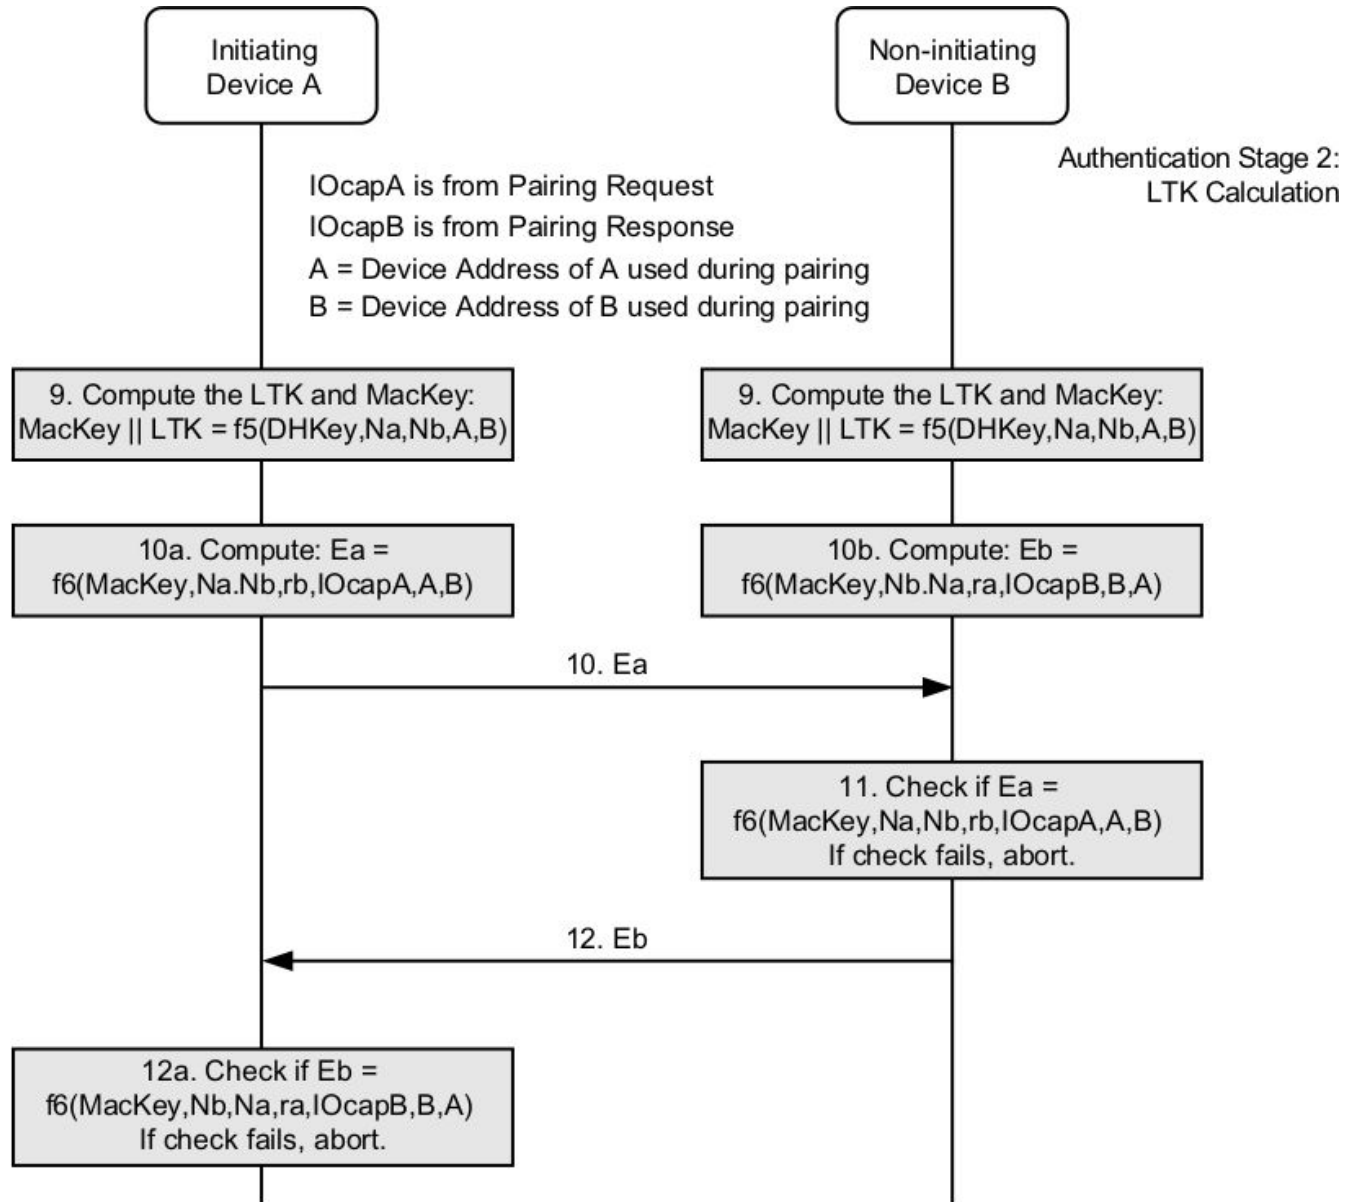 Initiating
Device A
Non-initiating
Device B
Authentication Stage 2:
LTK Calculation
IOcapA is from Pairing Request
IOcapB is from Pairing Response
A = Device Address of A used during pairing
B = Device Address of B used during pairing
9. Compute the LTK and MacKey:
MacKey || LTK = f5(DHKey,Na,Nb,A,B)
9. Compute the LTK and MacKey:
MacKey || LTK = f5(DHKey,Na,Nb,A,B)
10a. Compute: Ea =
f6(MacKey,Na.Nb,rb,IOcapA,A,B)
10b. Compute: Eb =
f6(MacKey,Nb.Na,ra,IOcapB,B,A)
10. Ea
11. Check if Ea =
f6(MacKey,Na,Nb,rb,IOcapA,A,B)
If check fails, abort.
12. Eb
12a. Check if Eb =
f6(MacKey,Nb,Na,ra,IOcapB,B,A)
If check fails, abort.